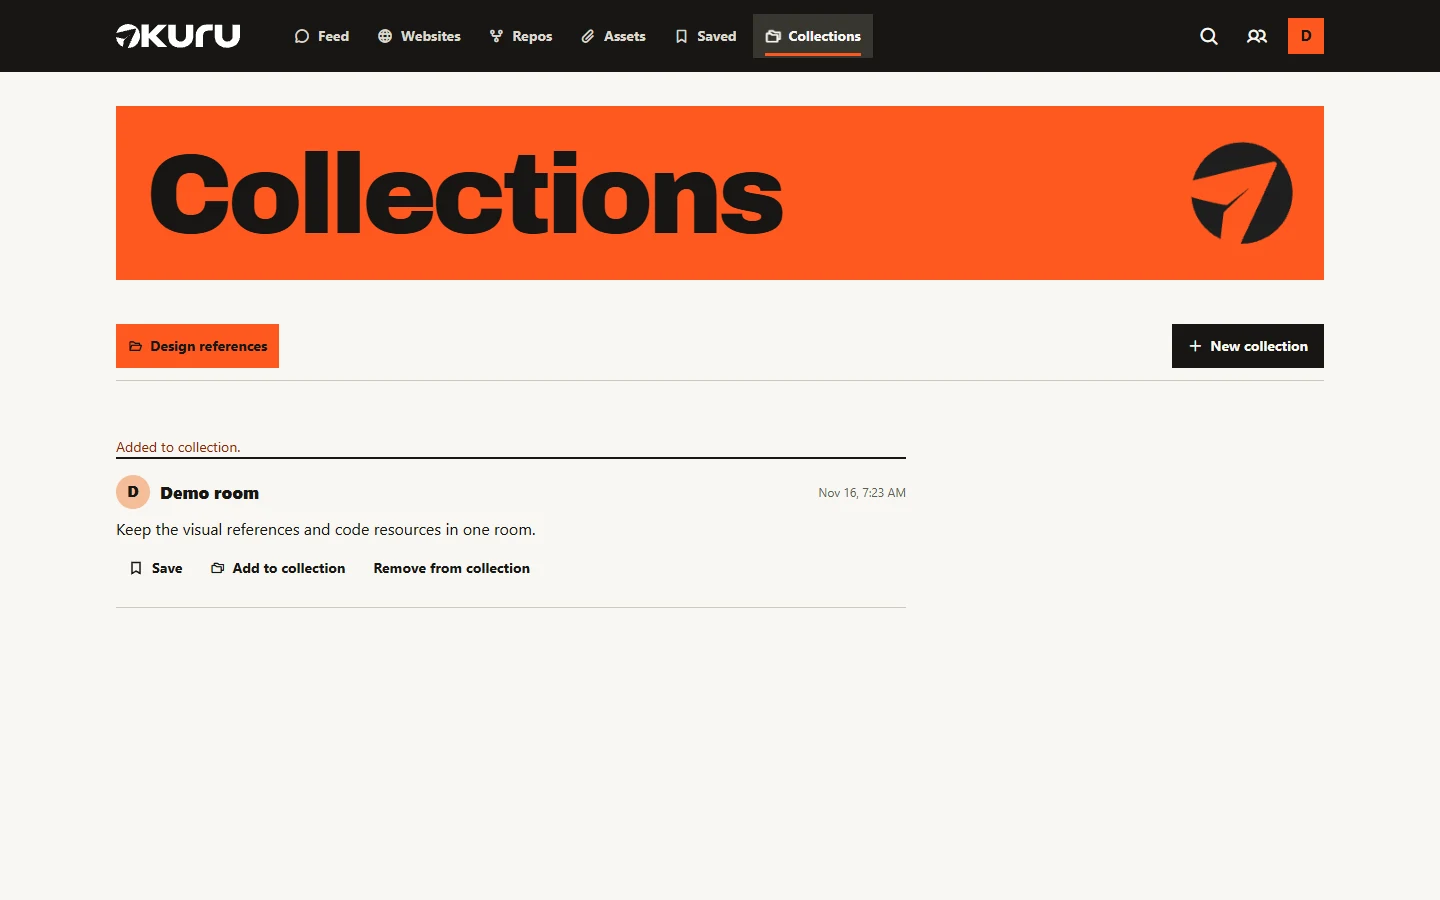 KURU
Feed
Websites
Repos
Assets
Saved
Collections
D
Collections
Design references
New collection
Added to collection.
D
Demo room
Nov 16, 7:23 AM
Keep the visual references and code resources in one room.
Save
Add to collection
Remove from collection